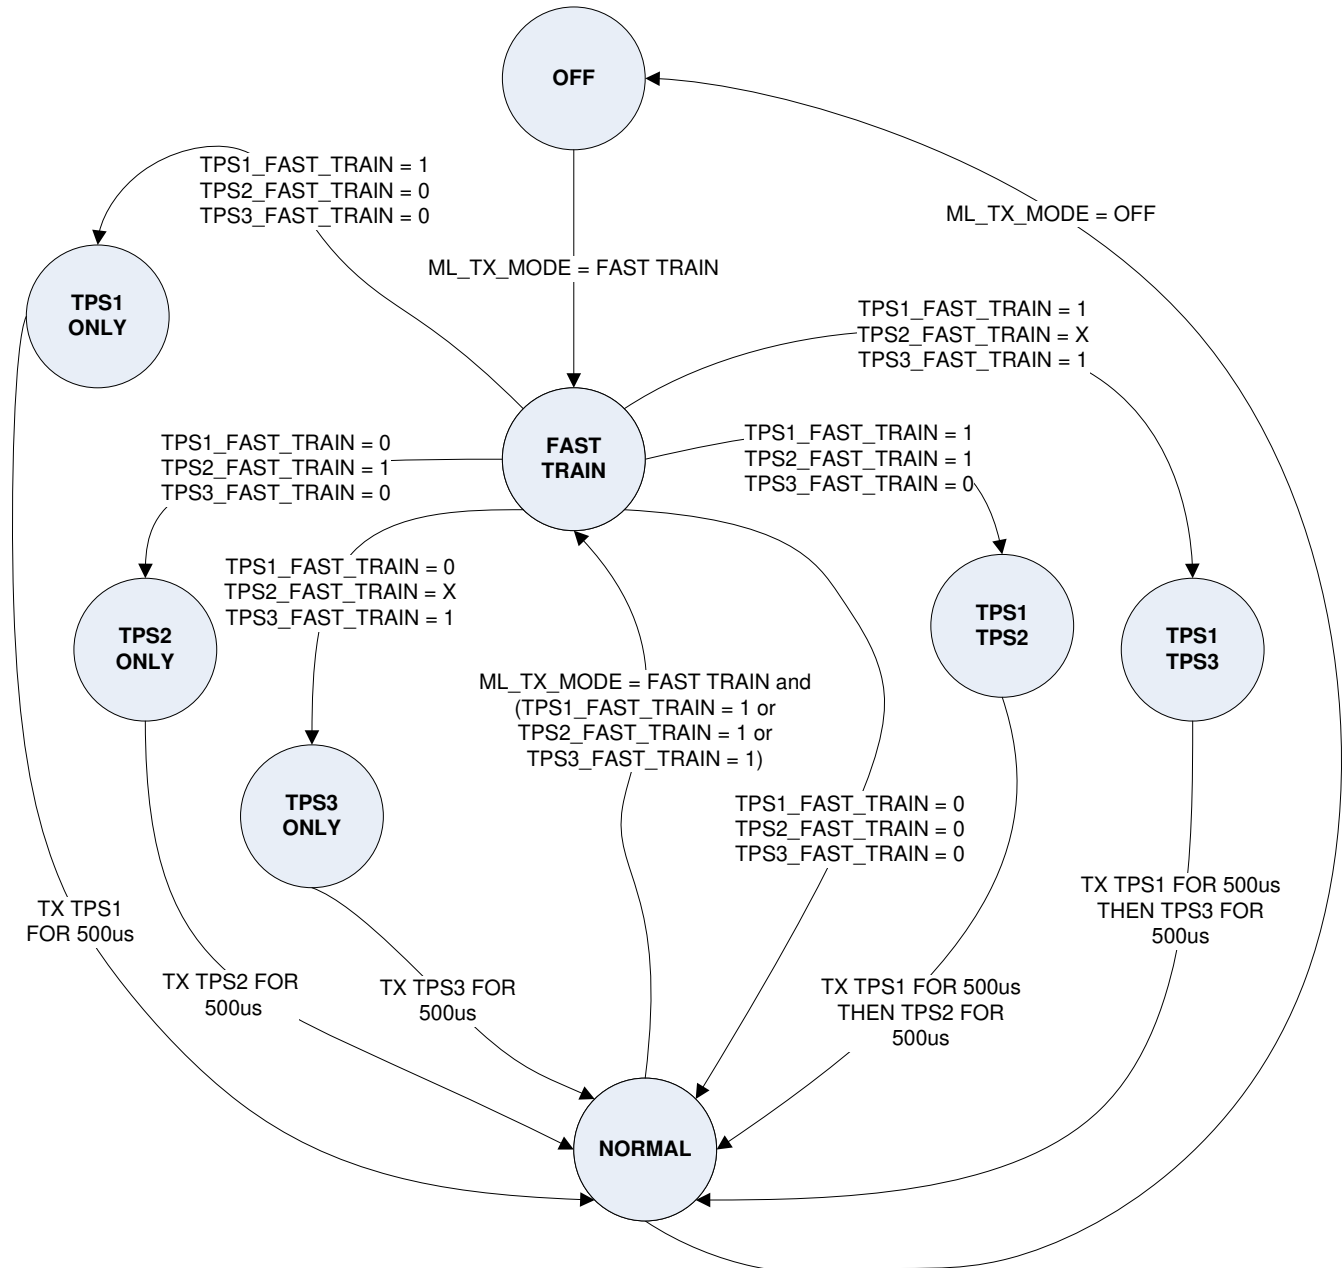 OFF
TPS1_FAST_TRAIN = 1
TPS2_FAST_TRAIN = 0
TPS3_FAST_TRAIN = 0
ML_TX_MODE = OFF
ML_TX_MODE = FAST TRAIN
TPS1
ONLY
TPS1_FAST_TRAIN = 1
TPS2_FAST_TRAIN = X
TPS3_FAST_TRAIN = 1
FAST
TRAIN
TPS1_FAST_TRAIN = 0
TPS2_FAST_TRAIN = 1
TPS3_FAST_TRAIN = 0
TPS1_FAST_TRAIN = 1
TPS2_FAST_TRAIN = 1
TPS3_FAST_TRAIN = 0
TPS1_FAST_TRAIN = 0
TPS2_FAST_TRAIN = X
TPS3_FAST_TRAIN = 1
TPS2
ONLY
TPS1
TPS2
TPS1
TPS3
ML_TX_MODE = FAST TRAIN and
(TPS1_FAST_TRAIN = 1 or
TPS2_FAST_TRAIN = 1 or
TPS3_FAST_TRAIN = 1)
TPS3
ONLY
TPS1_FAST_TRAIN = 0
TPS2_FAST_TRAIN = 0
TPS3_FAST_TRAIN = 0
TX TPS1
FOR 500us
TX TPS1 FOR 500us
THEN TPS3 FOR
500us
TX TPS2 FOR
500us
TX TPS3 FOR
500us
TX TPS1 FOR 500us
THEN TPS2 FOR
500us
NORMAL